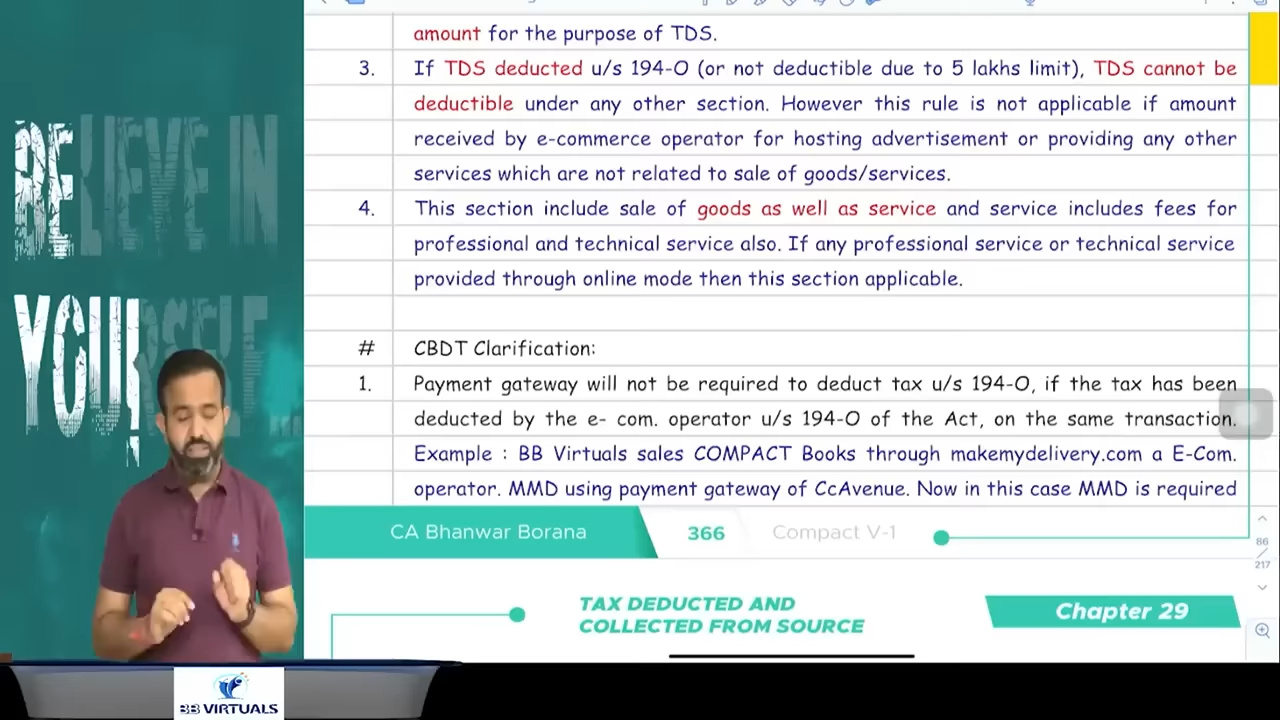 BELIEVE IN
YOURSELF
amount for the purpose of TDS.
3. If TDS deducted u/s 194-O (or not deductible due to 5 lakhs limit), TDS cannot be
deductible under any other section. However this rule is not applicable if amount
received by e-commerce operator for hosting advertisement or providing any other
services which are not related to sale of goods/services.
4. This section include sale of goods as well as service and service includes fees for
professional and technical service also. If any professional service or technical service
provided through online mode then this section applicable.
# CBDT Clarification:
1. Payment gateway will not be required to deduct tax u/s 194-O, if the tax has been
deducted by the e- com. operator u/s 194-O of the Act, on the same transaction.
Example : BB Virtuals sales COMPACT Books through makemydelivery.com a E-Com.
operator. MMD using payment gateway of CcAvenue. Now in this case MMD is required
CA Bhanwar Borana 366 Compact V-1
86
/
217
TAX DEDUCTED AND
COLLECTED FROM SOURCE
Chapter 29
BB VIRTUALS